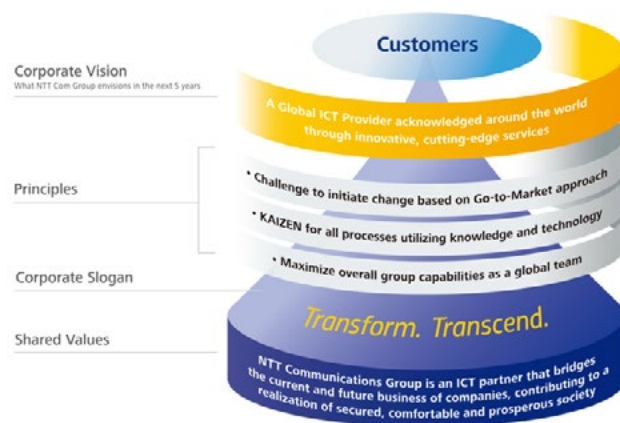 Customers
Corporate Vision
What NTT Com Group envisions in the next 5 years
A Global ICT Provider acknowledged around the world
through innovative, cutting-edge services
Principles
• Challenge to initiate change based on Go-to-Market approach
• KAIZEN for all processes utilizing knowledge and technology
• Maximize overall group capabilities as a global team
Corporate Slogan
Transform. Transcend.
Shared Values
NTT Communications Group is an ICT partner that bridges
the current and future business of companies, contributing to a
realization of secured, comfortable and prosperous society